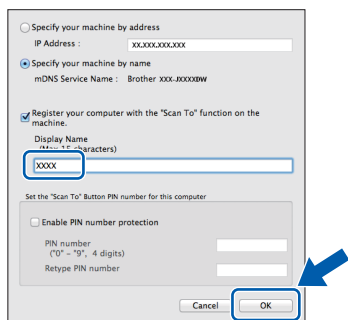 Specify your machine by address
IP Address : XX.XXX.XXX.XXX
Specify your machine by name
mDNS Service Name : Brother XXX-JXXXXDW
Register your computer with the "Scan To" function on the
machine.
Display Name
(Max 15 characters)
XXXX
Set the "Scan To" Button PIN number for this computer
Enable PIN number protection
PIN number
("0" - "9", 4 digits)
Retype PIN number
Cancel OK